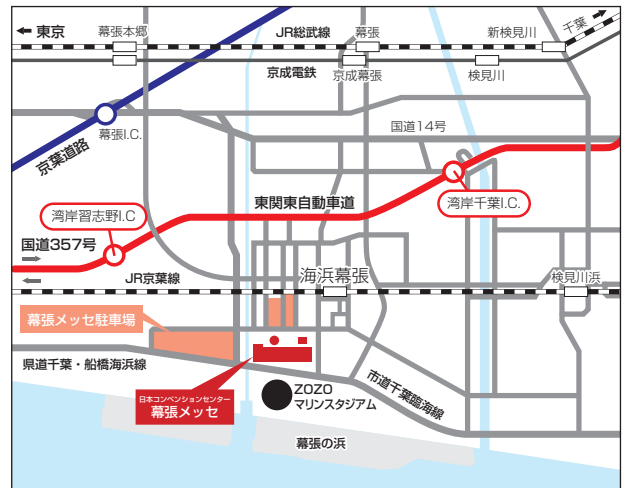 千葉
東京
幕張本郷
JR総武線
幕張
新検見川
京成電鉄
京成幕張
検見川
幕張I.C.
国道14号
京葉道路
湾岸習志野I.C
東関東自動車道
湾岸千葉I.C.
国道357号
JR京葉線
海浜幕張
検見川浜
幕張メッセ駐車場
県道千葉・船橋海浜線
日本コンベンションセンター
幕張メッセ
ZOZO
マリンスタジアム
市道千葉臨海線
幕張の浜